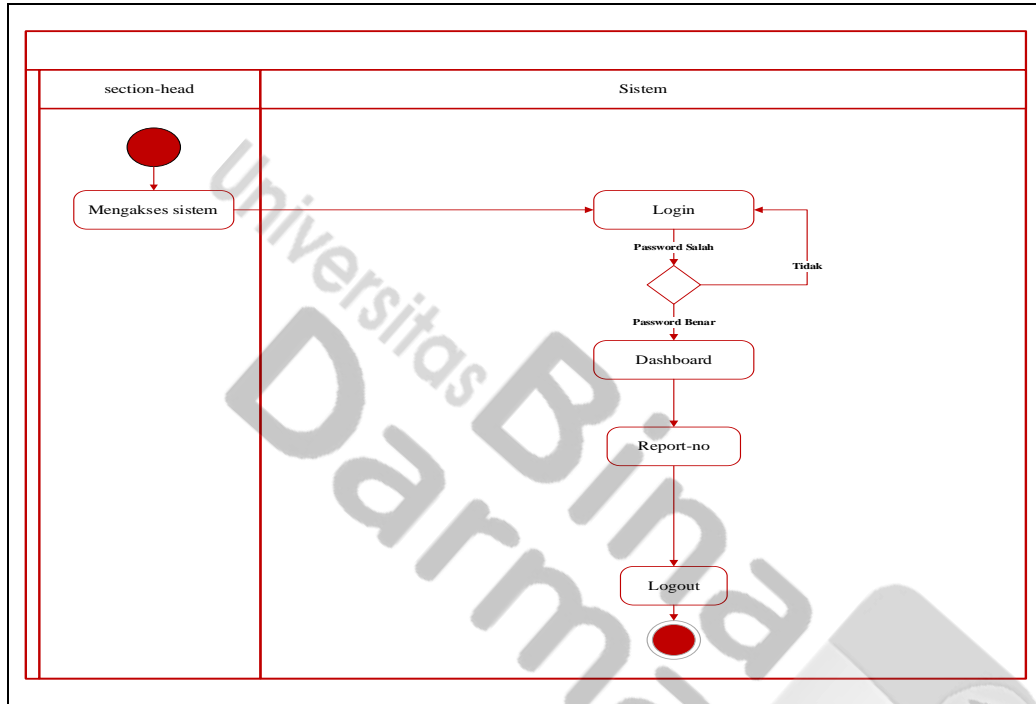 section-head
Sistem
Mengakses sistem
Login
Password Salah
Tidak
Password Benar
Dashboard
Report-no
Logout
Universitas
Bina
Darma